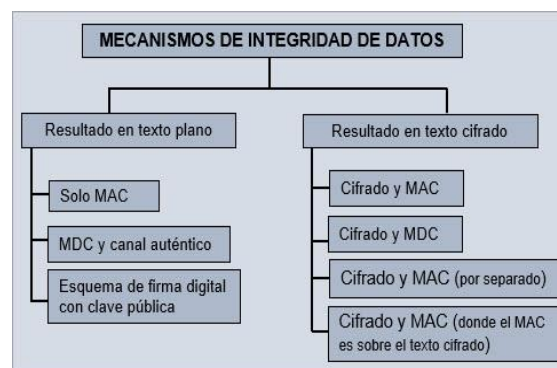 MECANISMOS DE INTEGRIDAD DE DATOS
Resultado en texto plano
Solo MAC
MDC y canal auténtico
Esquema de firma digital
con clave pública
Resultado en texto cifrado
Cifrado y MAC
Cifrado y MDC
Cifrado y MAC (por separado)
Cifrado y MAC (donde el MAC
es sobre el texto cifrado)